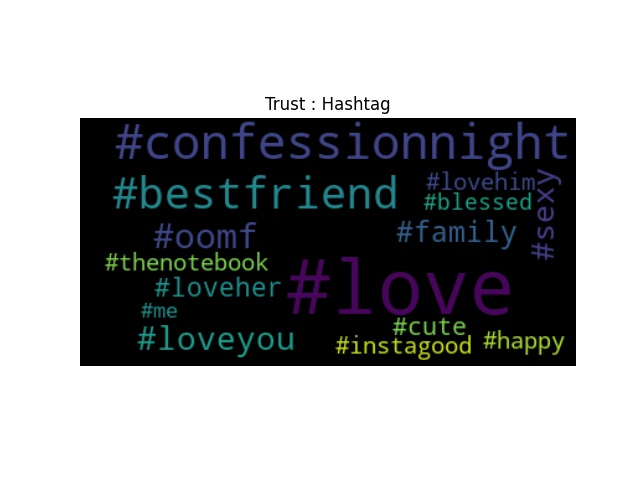 Trust : Hashtag
#confessionnight
#bestfriend
#lovehim
#blessed
#sexy
#oomf
#family
#thenotebook
#love
#loveher
#me
#loveyou
#cute
#instagood
#happy